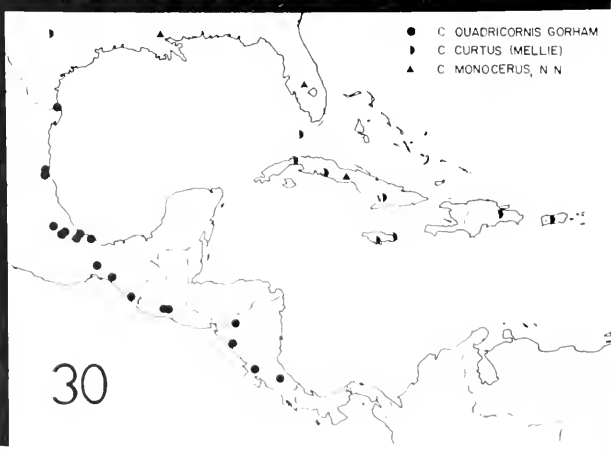 C QUADRICORNIS GORHAM
C CURTUS (MELLIE)
C MONOCERUS, N N
30